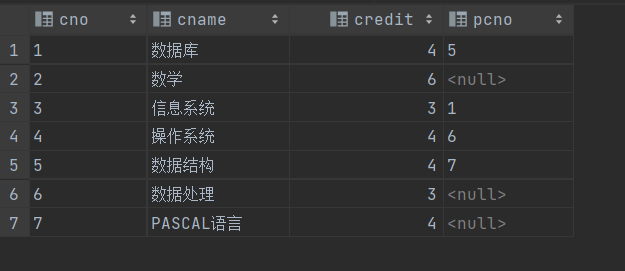 cno cname credit pcno
1 1 数据库 4 5
2 2 数学 6 <null>
3 3 信息系统 3 1
4 4 操作系统 4 6
5 5 数据结构 4 7
6 6 数据处理 3 <null>
7 7 PASCAL语言 4 <null>